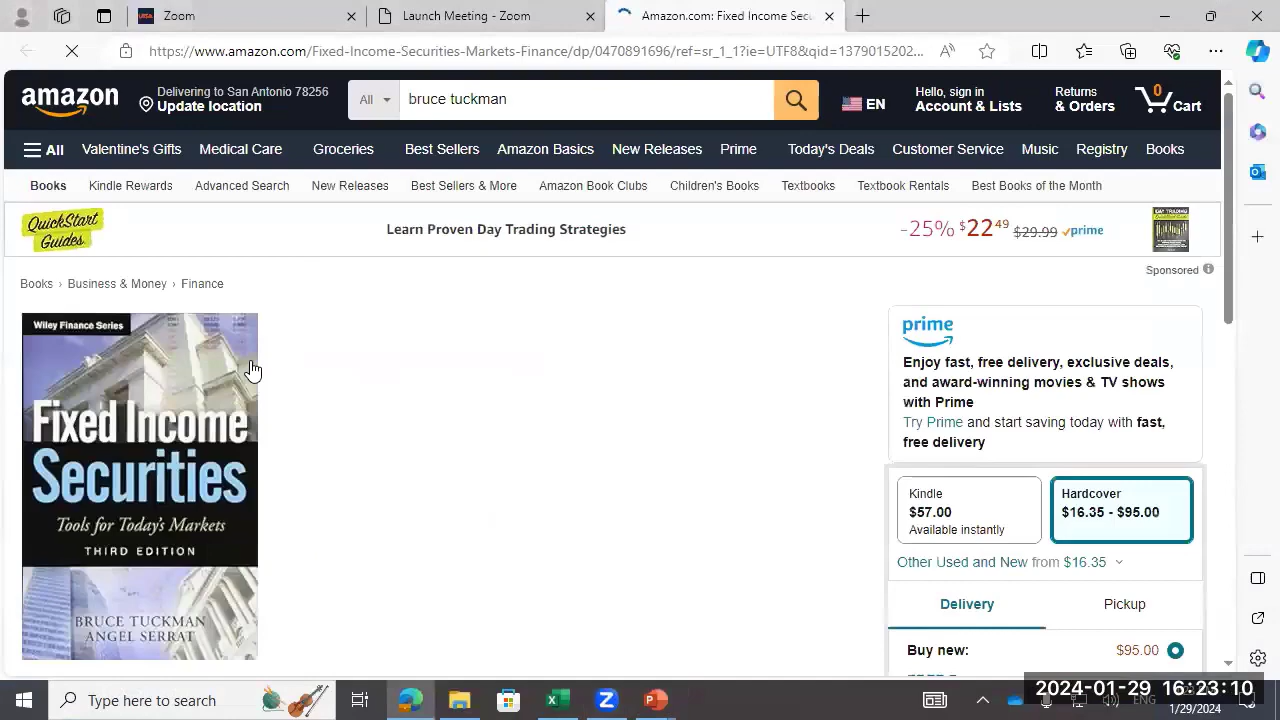 Zoom
Launch Meeting - Zoom
Amazon.com: Fixed Income Secu
https://www.amazon.com/Fixed-Income-Securities-Markets-Finance/dp/0470891696/ref=sr_1_1?ie=UTF8&qid=1379015202...
amazon
Delivering to San Antonio 78256
Update location
All
bruce tuckman
EN
Hello, sign in
Account & Lists
Returns
& Orders
0
Cart
All
Valentine's Gifts
Medical Care
Groceries
Best Sellers
Amazon Basics
New Releases
Prime
Today's Deals
Customer Service
Music
Registry
Books
Books
Kindle Rewards
Advanced Search
New Releases
Best Sellers & More
Amazon Book Clubs
Children's Books
Textbooks
Textbook Rentals
Best Books of the Month
QuickStart
Guides
Learn Proven Day Trading Strategies
-25% $22 49 $29.99 prime
Sponsored
Books › Business & Money › Finance
Wiley Finance Series
Fixed Income
Securities
Tools for Today's Markets
THIRD EDITION
BRUCE TUCKMAN
ANGEL SERRAT
prime
Enjoy fast, free delivery, exclusive deals,
and award-winning movies & TV shows
with Prime
Try Prime and start saving today with fast,
free delivery
Kindle
$57.00
Available instantly
Hardcover
$16.35 - $95.00
Other Used and New from $16.35
Delivery
Pickup
Buy new:
$95.00
Type here to search
ENG
2024-01-29 16:23:10
1/29/2024